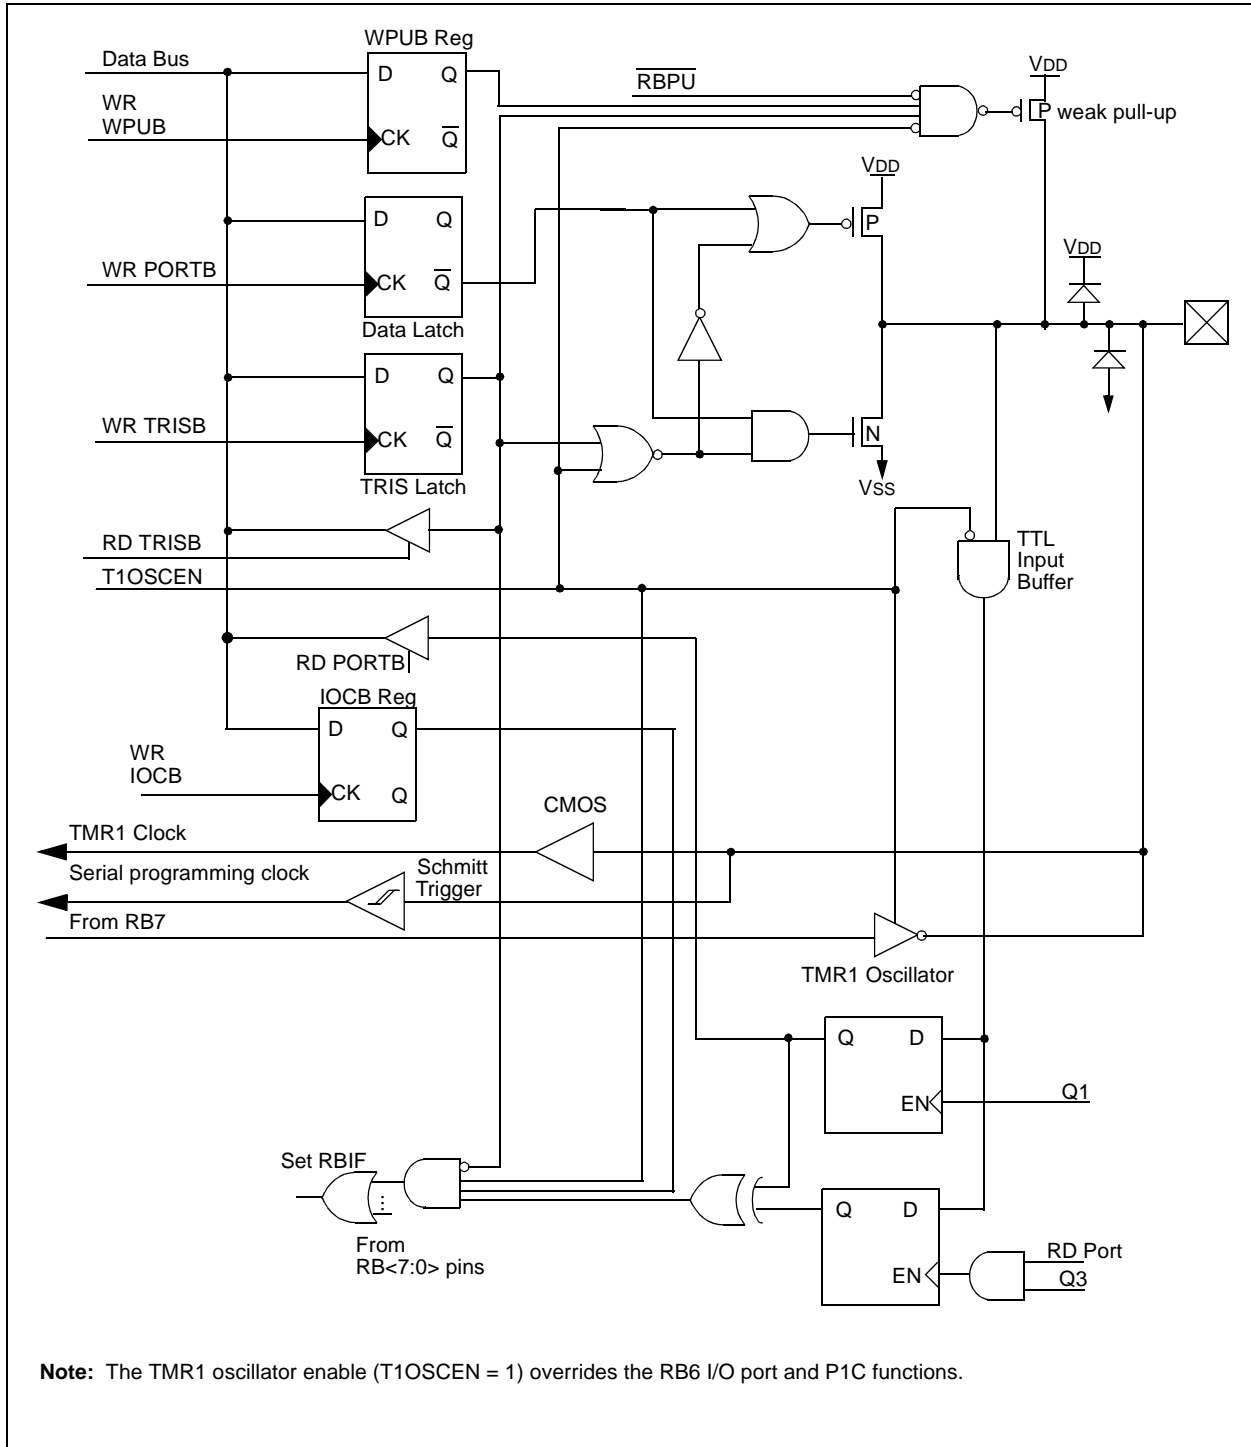 WPUB Reg
Data Bus
D Q
WR
WPUB
CK Q
RBPU
VDD
P weak pull-up
D Q
WR PORTB
CK Q
Data Latch
VDD
P
VDD
D Q
WR TRISB
CK Q
TRIS Latch
N
VSS
RD TRISB
T1OSCEN
TTL
Input
Buffer
RD PORTB
IOCB Reg
D Q
WR
IOCB
CK Q
TMR1 Clock
CMOS
Serial programming clock
Schmitt
Trigger
From RB7
TMR1 Oscillator
Q D
EN
Q1
Set RBIF
From
RB<7:0> pins
Q D
EN
RD Port
Q3
Note: The TMR1 oscillator enable (T1OSCEN = 1) overrides the RB6 I/O port and P1C functions.